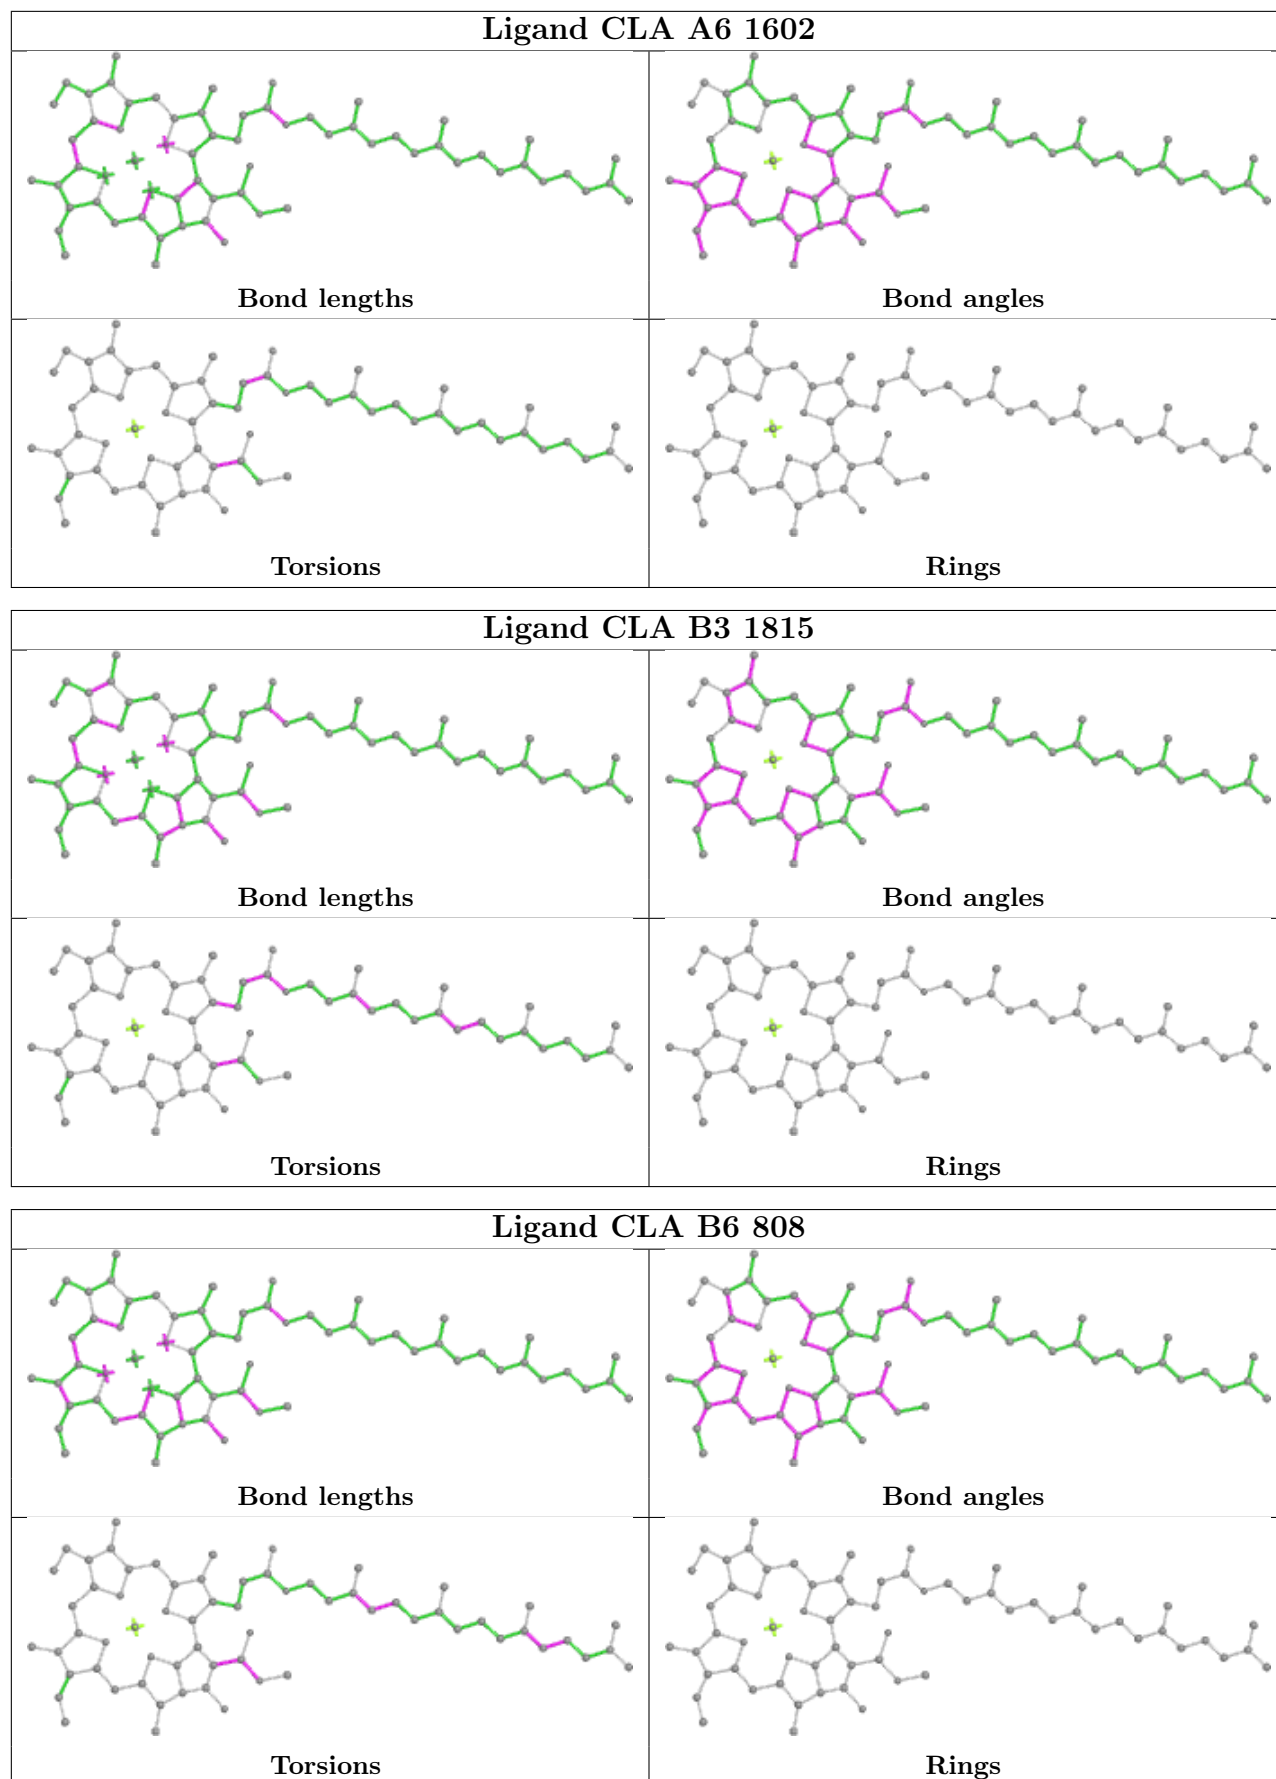 Ligand CLA A6 1602
Bond lengths
Bond angles
Torsions
Rings
Ligand CLA B3 1815
Bond lengths
Bond angles
Torsions
Rings
Ligand CLA B6 808
Bond lengths
Bond angles
Torsions
Rings